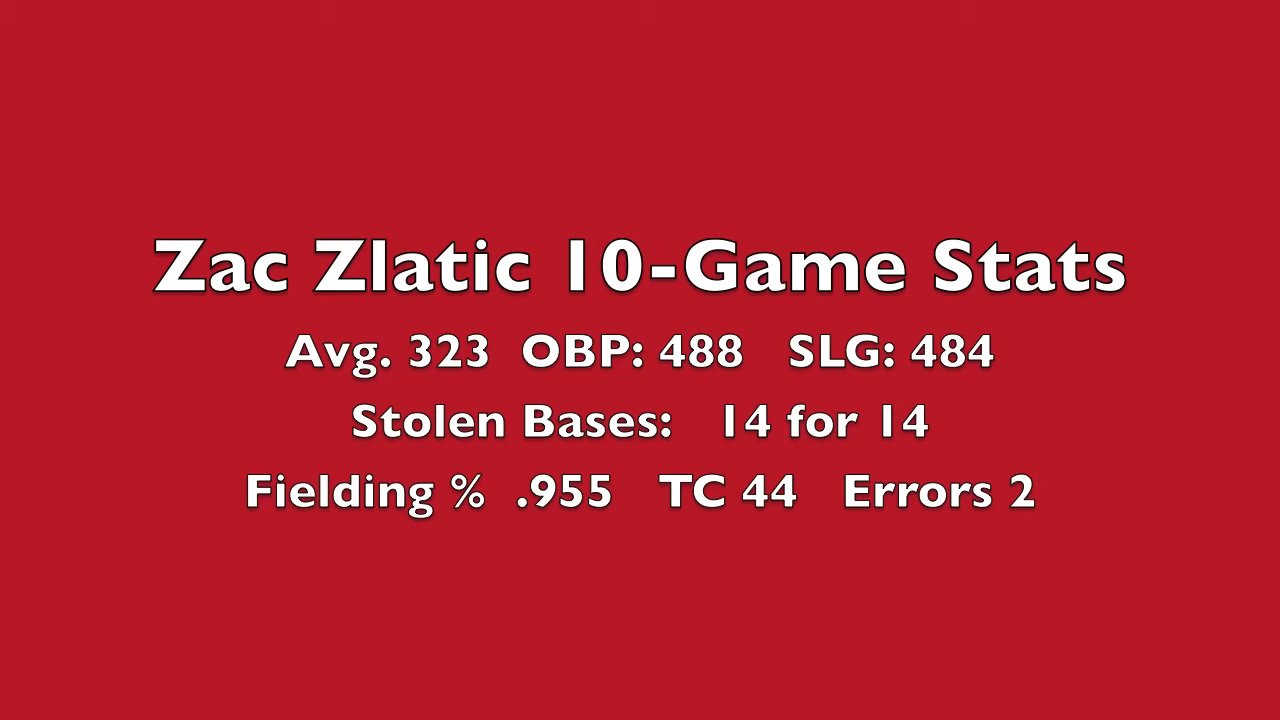 Zac Zlatic 10-Game Stats
Avg. 323 OBP: 488 SLG: 484
Stolen Bases: 14 for 14
Fielding % .955 TC 44 Errors 2